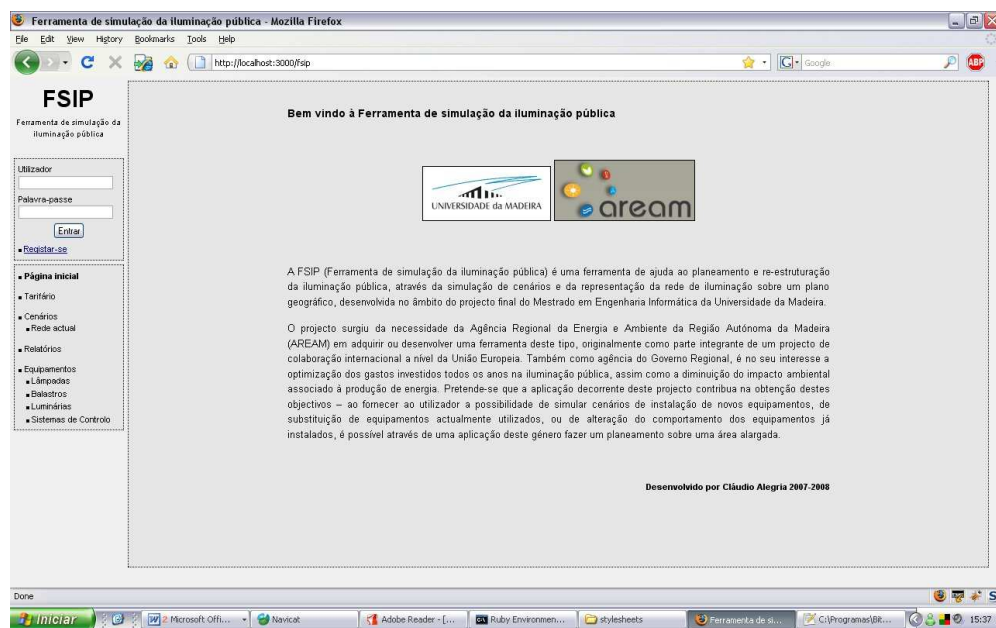 Ferramenta de simulação da iluminação pública - Mozilla Firefox
File Edit View History Bookmarks Tools Help
http://localhost:3000/fsip
Google
ABP
FSIP
Ferramenta de simulação da
iluminação pública
Utilizador
Palavra-passe
Entrar
Registar-se
Página inicial
Tarifário
Cenários
Rede actual
Relatórios
Equipamentos
Lâmpadas
Balastros
Luminárias
Sistemas de Controlo
Bem vindo à Ferramenta de simulação da iluminação pública
UNIVERSIDADE da MADEIRA
aream
A FSIP (Ferramenta de simulação da iluminação pública) é uma ferramenta de ajuda ao planeamento e re-estruturação
da iluminação pública, através da simulação de cenários e da representação da rede de iluminação sobre um plano
geográfico, desenvolvida no âmbito do projecto final do Mestrado em Engenharia Informática da Universidade da Madeira.
O projecto surgiu da necessidade da Agência Regional da Energia e Ambiente da Região Autónoma da Madeira
(AREAM) em adquirir ou desenvolver uma ferramenta deste tipo, originalmente como parte integrante de um projecto de
colaboração internacional a nível da União Europeia. Também como agência do Governo Regional, é no seu interesse a
optimização dos gastos investidos todos os anos na iluminação pública, assim como a diminuição do impacto ambiental
associado à produção de energia. Pretende-se que a aplicação decorrente deste projecto contribua na obtenção destes
objectivos – ao fornecer ao utilizador a possibilidade de simular cenários de instalação de novos equipamentos, de
substituição de equipamentos actualmente utilizados, ou de alteração do comportamento dos equipamentos já
instalados, é possível através de uma aplicação deste género fazer um planeamento sobre uma área alargada.
Desenvolvido por Cláudio Alegria 2007-2008
Done
Iniciar
2 Microsoft Offi...
Navicat
Adobe Reader - [...
Ruby Environmen...
stylesheets
Ferramenta de si...
C:\Programas\Bit...
15:37